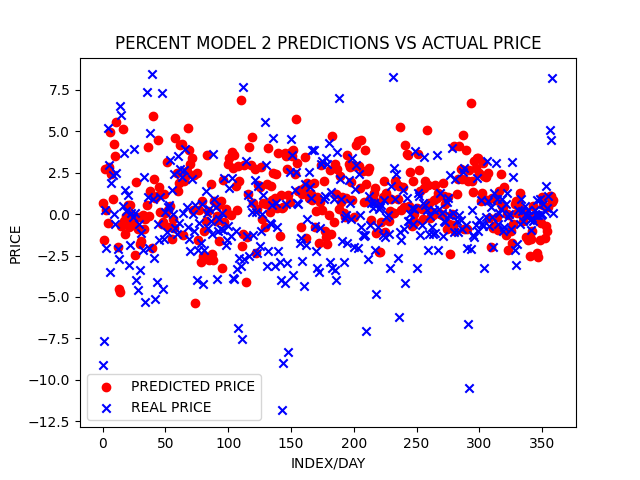 PERCENT MODEL 2 PREDICTIONS VS ACTUAL PRICE
7.5
5.0
2.5
0.0
−2.5
−5.0
−7.5
−10.0
−12.5
PRICE
PREDICTED PRICE
REAL PRICE
0 50 100 150 200 250 300 350
INDEX/DAY